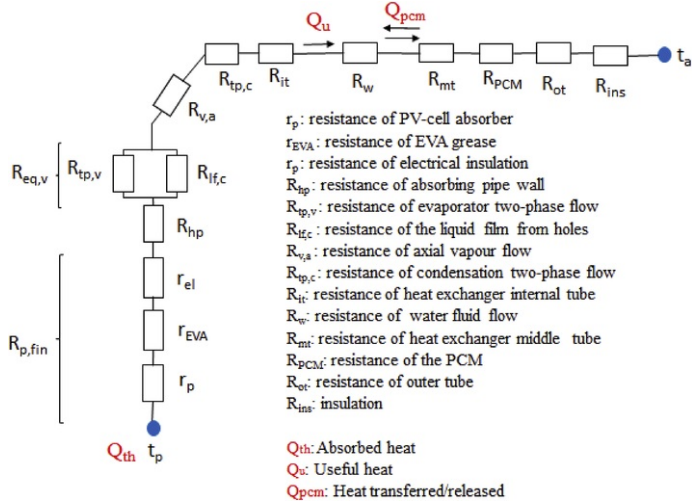 Qu
Qpcm
Rtp,c
Rit
Rw
Rmt
RPCM
Rot
Rins
ta
Rv,a
Req,v
Rtp,v
Rlf,c
Rhp
rel
Rp,fin
rEVA
rp
Qth tp
rp: resistance of PV-cell absorber
rEVA: resistance of EVA grease
rp: resistance of electrical insulation
Rhp: resistance of absorbing pipe wall
Rtp,v: resistance of evaporator two-phase flow
Rlf,c : resistance of the liquid film from holes
Rv,a: resistance of axial vapour flow
Rtp,c: resistance of condensation two-phase flow
Rit: resistance of heat exchanger internal tube
Rw: resistance of water fluid flow
Rmt: resistance of heat exchanger middle tube
RPCM: resistance of the PCM
Rot: resistance of outer tube
Rins: insulation
Qth: Absorbed heat
Qu: Useful heat
Qpcm: Heat transferred/released